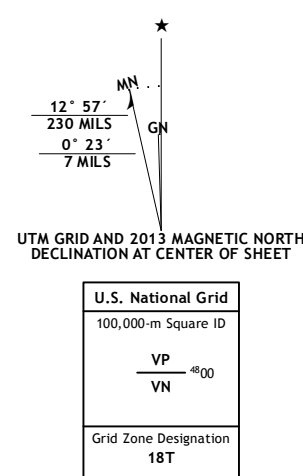 ★
MN
12° 57´
230 MILS
GN
0° 23´
7 MILS
UTM GRID AND 2013 MAGNETIC NORTH
DECLINATION AT CENTER OF SHEET
U.S. National Grid
100,000-m Square ID
VP
4800
VN
Grid Zone Designation
18T